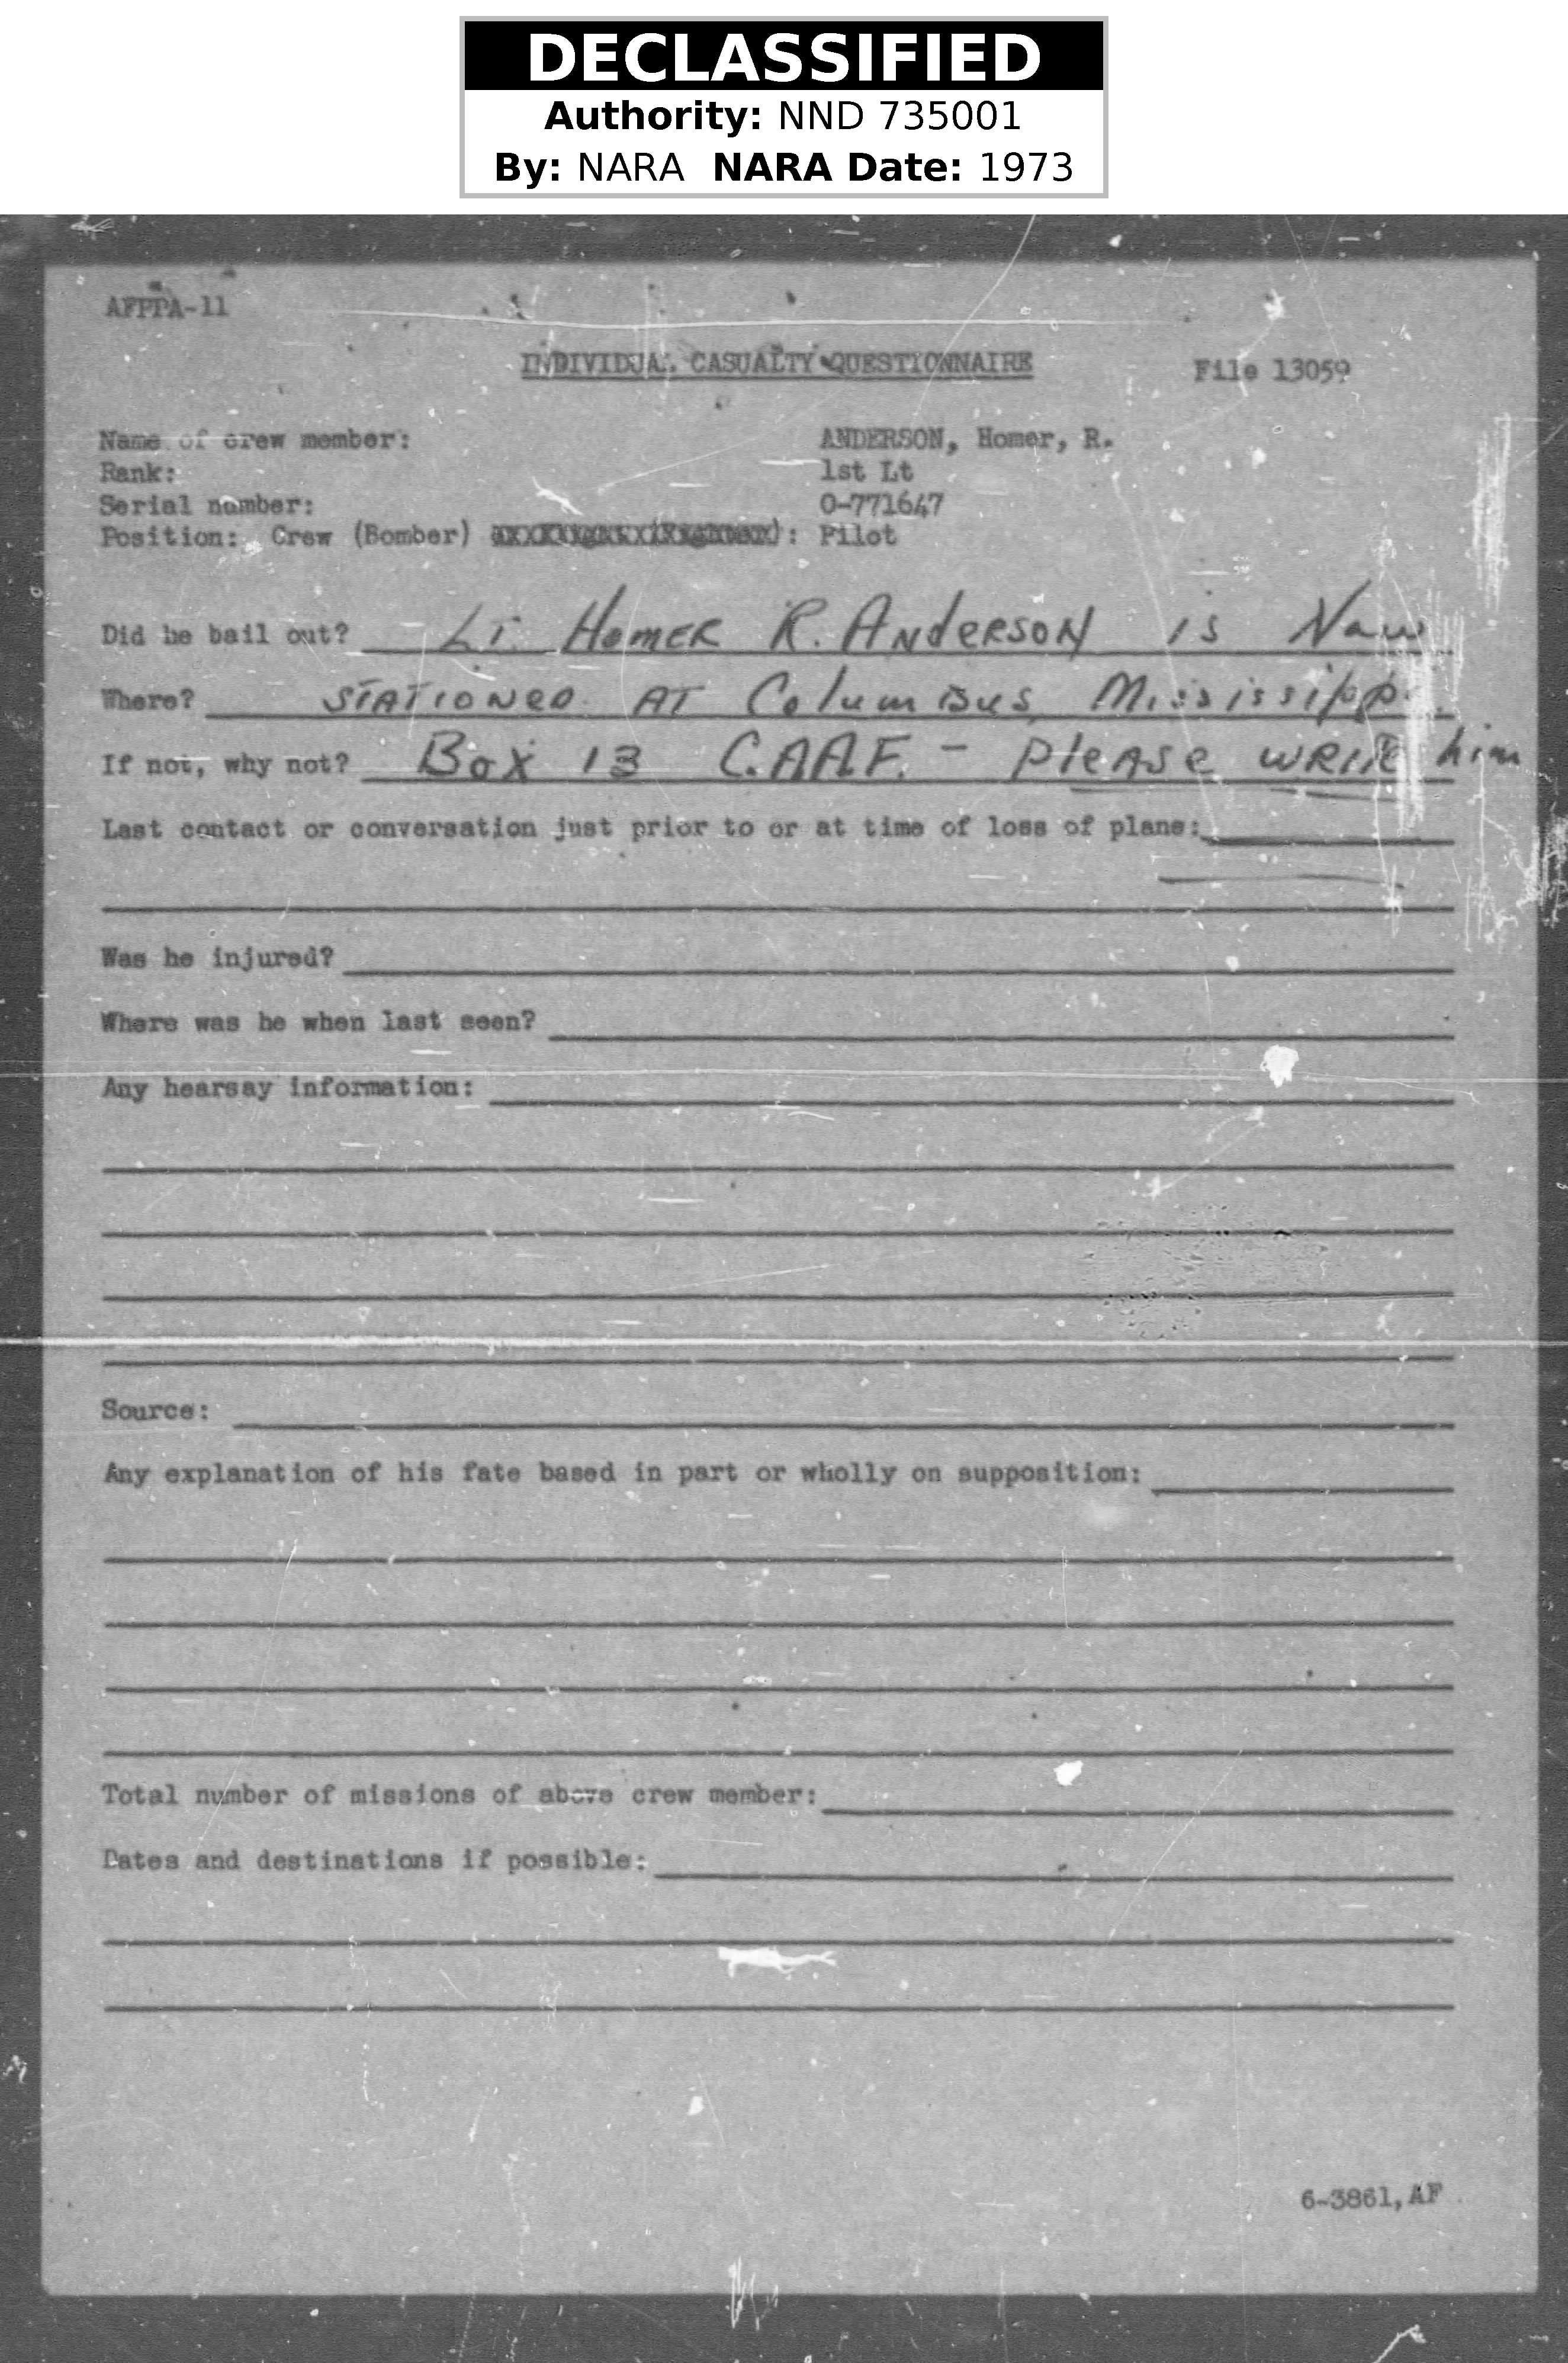 DECLASSIFIED
Authority: NND 735001
By: NARA NARA Date: 1973
AFPPA-11
INDIVIDUAL CASUALTY QUESTIONNAIRE
File 13059
Name of crew member: ANDERSON, Homer, R.
Rank: 1st Lt
Serial number: O-771647
Position: Crew (Bomber) : Pilot
Did he bail out? Lt. Homer R. Anderson is Now
Where? stationed at Columbus, Mississippi.
If not, why not? Box 13 C.A.A.F. - Please write him
Last contact or conversation just prior to or at time of loss of plane:
Was he injured?
Where was he when last seen?
Any hearsay information:
Source:
Any explanation of his fate based in part or wholly on supposition:
Total number of missions of above crew member:
Dates and destinations if possible:
6-3861,AF